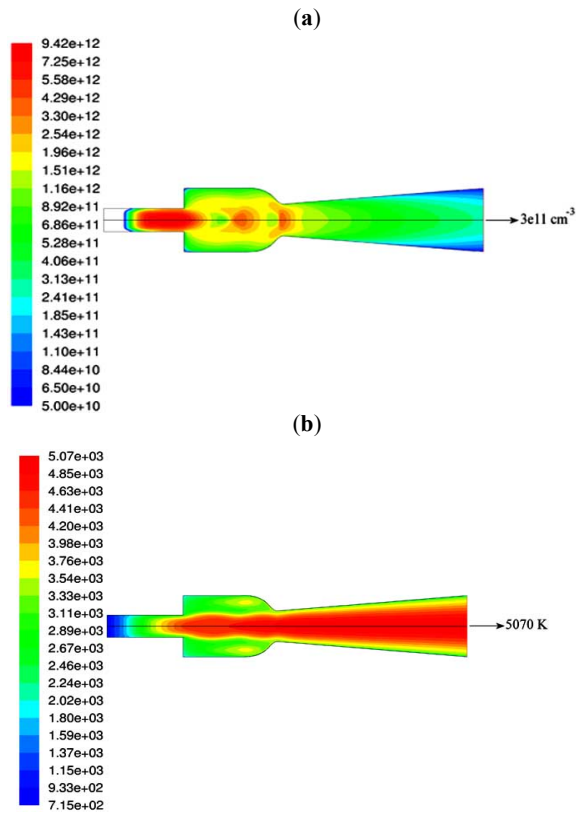 (a)
9.42e+12
7.25e+12
5.58e+12
4.29e+12
3.30e+12
2.54e+12
1.96e+12
1.51e+12
1.16e+12
8.92e+11
6.86e+11
5.28e+11
4.06e+11
3.13e+11
2.41e+11
1.85e+11
1.43e+11
1.10e+11
8.44e+10
6.50e+10
5.00e+10
3e11 cm⁻³
(b)
5.07e+03
4.85e+03
4.63e+03
4.41e+03
4.20e+03
3.98e+03
3.76e+03
3.54e+03
3.33e+03
3.11e+03
2.89e+03
2.67e+03
2.46e+03
2.24e+03
2.02e+03
1.80e+03
1.59e+03
1.37e+03
1.15e+03
9.33e+02
7.15e+02
5070 K